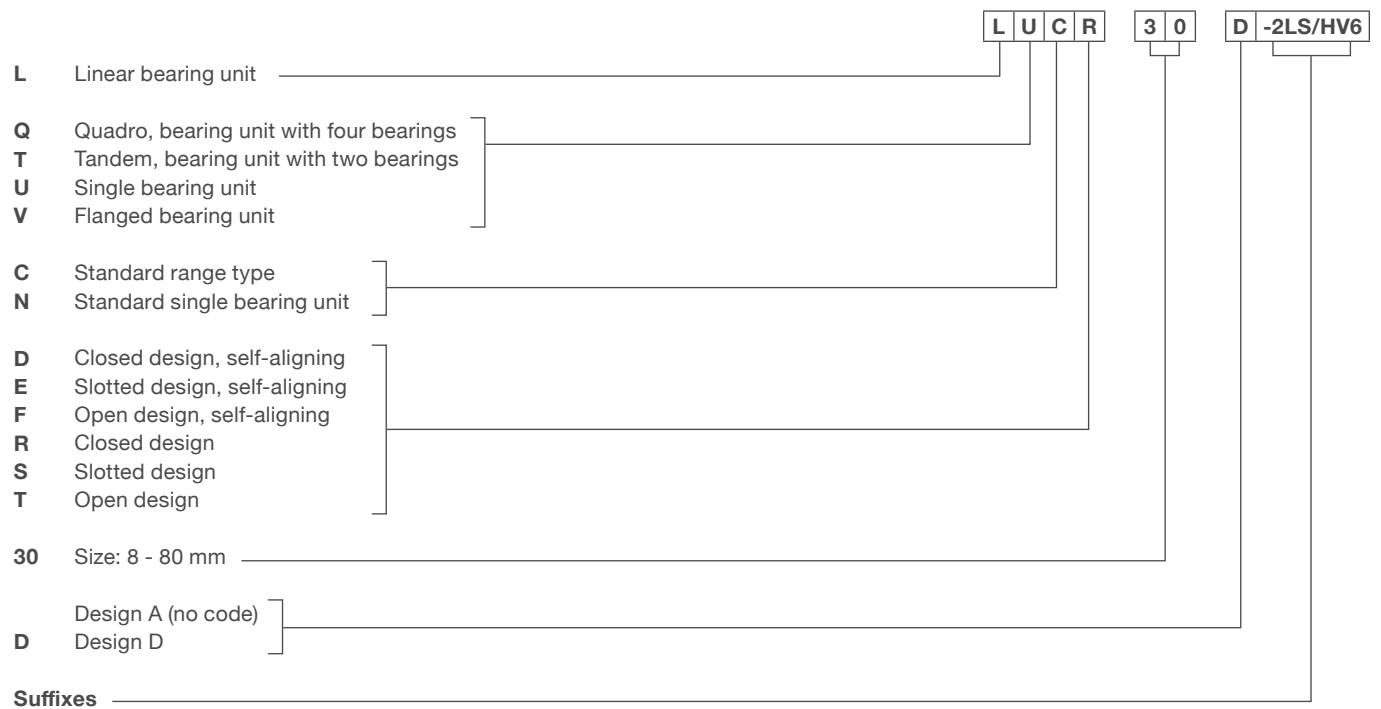 L U C R 3 0 D -2LS/HV6
L Linear bearing unit
Q Quadro, bearing unit with four bearings
T Tandem, bearing unit with two bearings
U Single bearing unit
V Flanged bearing unit
C Standard range type
N Standard single bearing unit
D Closed design, self-aligning
E Slotted design, self-aligning
F Open design, self-aligning
R Closed design
S Slotted design
T Open design
30 Size: 8 - 80 mm
Design A (no code)
D Design D
Suffixes